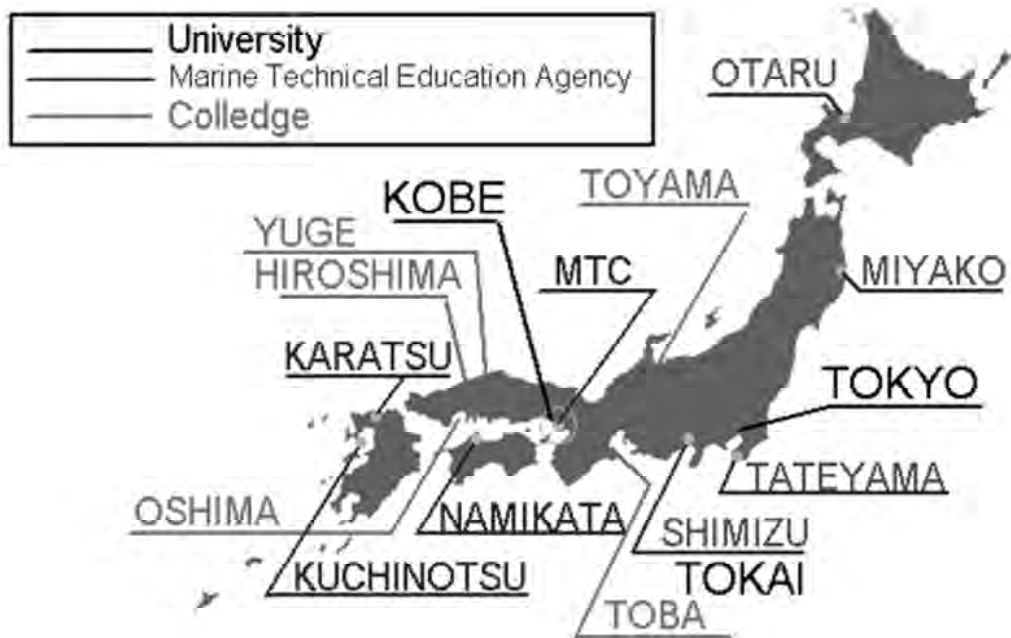 University
Marine Technical Education Agency
Colledge
OTARU
TOYAMA
KOBE
YUGE
HIROSHIMA
MTC
MIYAKO
KARATSU
TOKYO
TATEYAMA
OSHIMA
NAMIKATA
SHIMIZU
KUCHINOTSU
TOKAI
TOBA